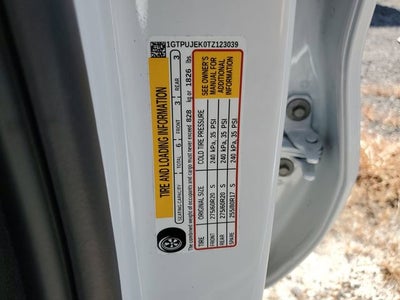 1GTPUJEK0TZ123039
TIRE AND LOADING INFORMATION
SEATING CAPACITY TOTAL 6 FRONT 3 REAR 3
The combined weight of occupants and cargo must never exceed 828 kg or 1826 lbs
TIRE ORIGINAL SIZE COLD TIRE PRESSURE
FRONT 275/60R20 S 240 kPa, 35 PSI
REAR 275/60R20 S 240 kPa, 35 PSI
SPARE 255/80R17 S 240 kPa, 35 PSI
SEE OWNER'S
MANUAL FOR
ADDITIONAL
INFORMATION